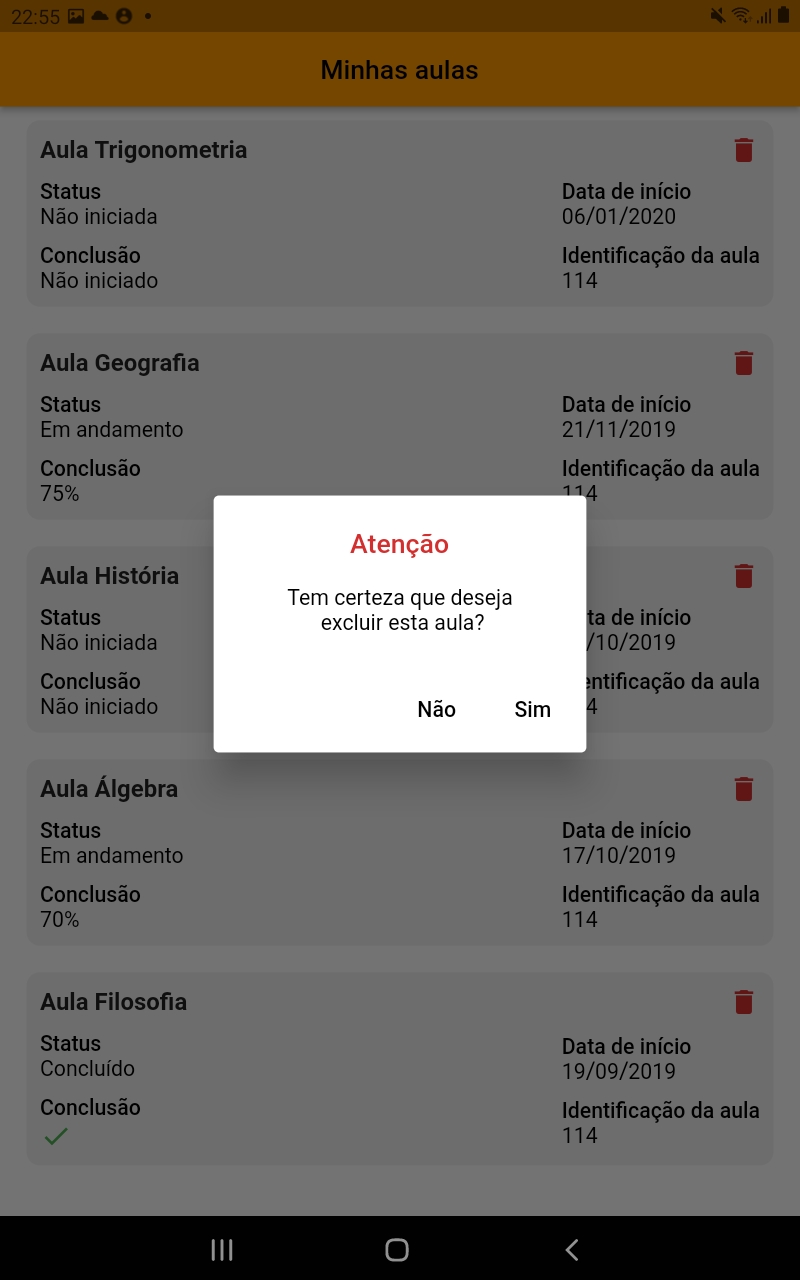 22:55
Minhas aulas
Aula Trigonometria
Status
Não iniciada
Data de início
06/01/2020
Conclusão
Não iniciado
Identificação da aula
114
Aula Geografia
Status
Em andamento
Data de início
21/11/2019
Conclusão
75%
Identificação da aula
114
Atenção
Tem certeza que deseja
excluir esta aula?
Não Sim
Aula História
Status
Não iniciada
ta de início
/10/2019
Conclusão
Não iniciado
entificação da aula
4
Aula Álgebra
Status
Em andamento
Data de início
17/10/2019
Conclusão
70%
Identificação da aula
114
Aula Filosofia
Status
Concluído
Data de início
19/09/2019
Conclusão
Identificação da aula
114